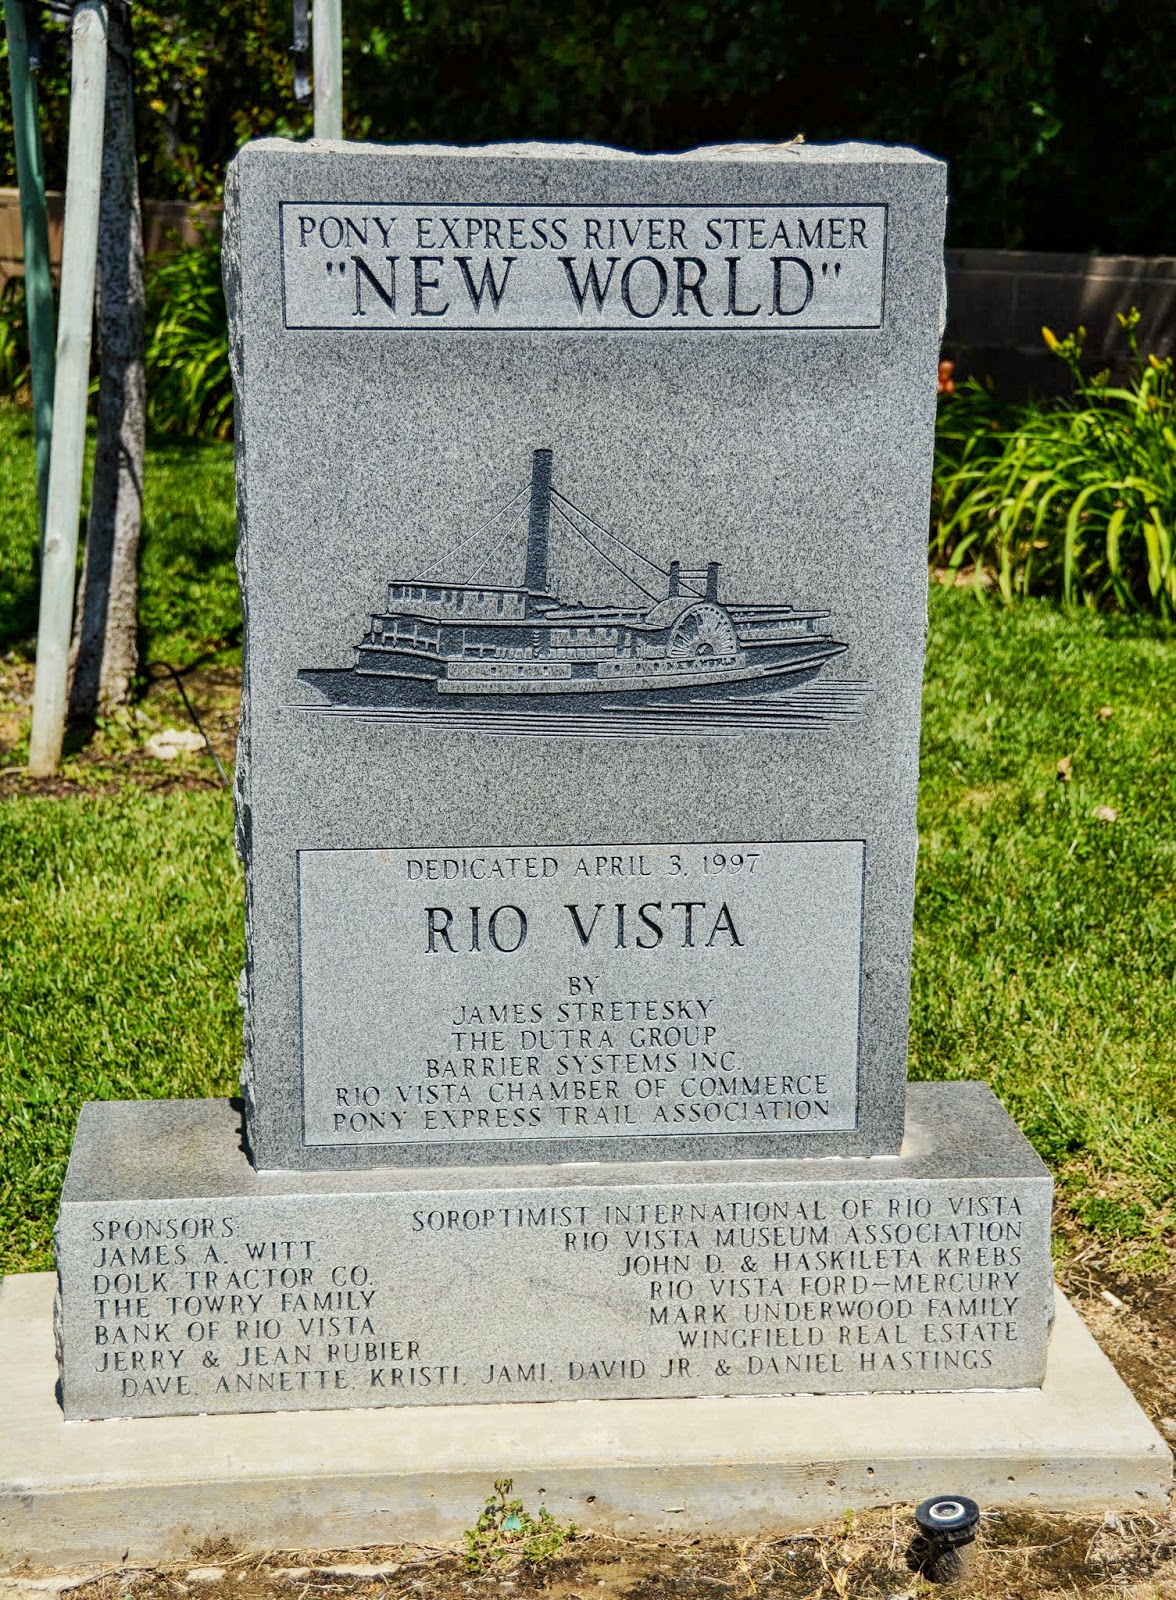 PONY EXPRESS RIVER STEAMER
"NEW WORLD"
NEW WORLD
DEDICATED APRIL 3, 1997
RIO VISTA
BY
JAMES STRETESKY
THE DUTRA GROUP
BARRIER SYSTEMS INC.
RIO VISTA CHAMBER OF COMMERCE
PONY EXPRESS TRAIL ASSOCIATION
SPONSORS:
JAMES A. WITT
DOLK TRACTOR CO.
THE TOWRY FAMILY
BANK OF RIO VISTA
JERRY & JEAN RUBIER
SOROPTIMIST INTERNATIONAL OF RIO VISTA
RIO VISTA MUSEUM ASSOCIATION
JOHN D. & HASKILETA KREBS
RIO VISTA FORD-MERCURY
MARK UNDERWOOD FAMILY
WINGFIELD REAL ESTATE
DAVE, ANNETTE, KRISTI, JAMI, DAVID JR. & DANIEL HASTINGS